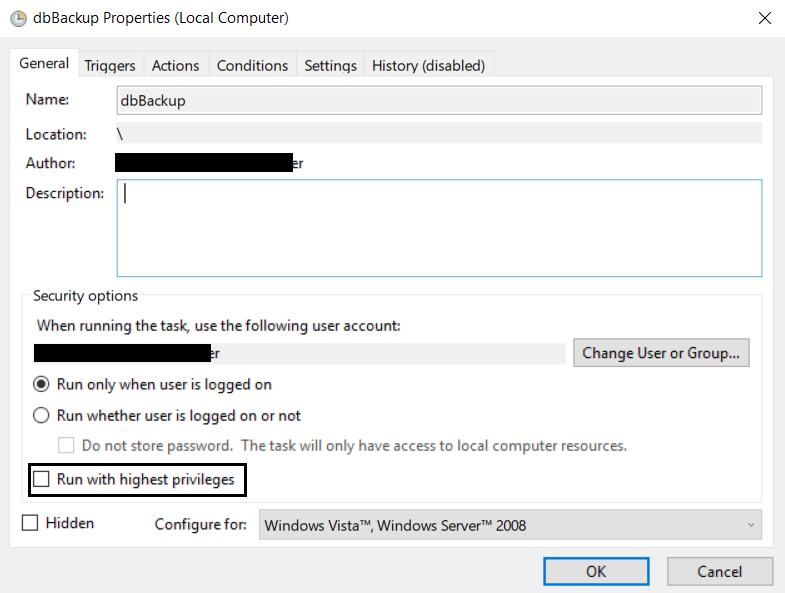 dbBackup Properties (Local Computer)
General Triggers Actions Conditions Settings History (disabled)
Name: dbBackup
Location: \
Author: er
Description:
Security options
When running the task, use the following user account:
er Change User or Group...
Run only when user is logged on
Run whether user is logged on or not
Do not store password. The task will only have access to local computer resources.
Run with highest privileges
Hidden Configure for: Windows Vista™, Windows Server™ 2008
OK Cancel